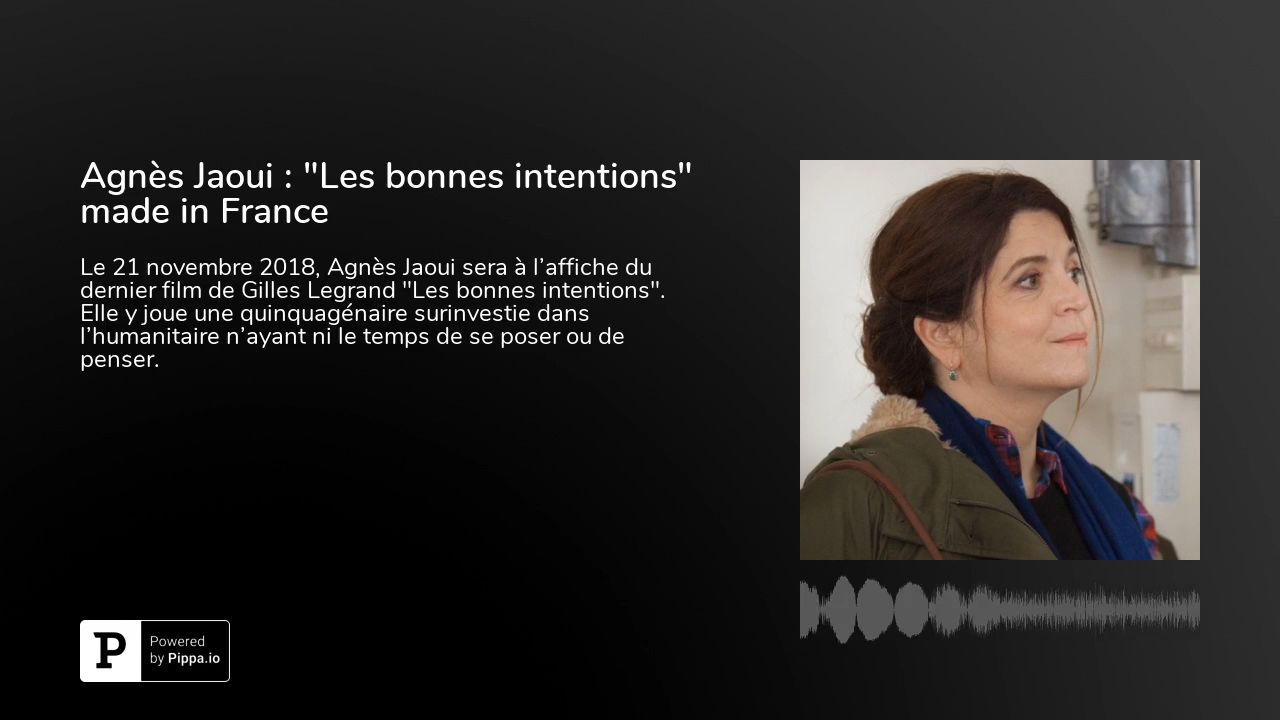 Agnès Jaoui : "Les bonnes intentions"
made in France
Le 21 novembre 2018, Agnès Jaoui sera à l’affiche du
dernier film de Gilles Legrand "Les bonnes intentions".
Elle y joue une quinquagénaire surinvestie dans
l’humanitaire n’ayant ni le temps de se poser ou de
penser.
P
Powered
by Pippa.io